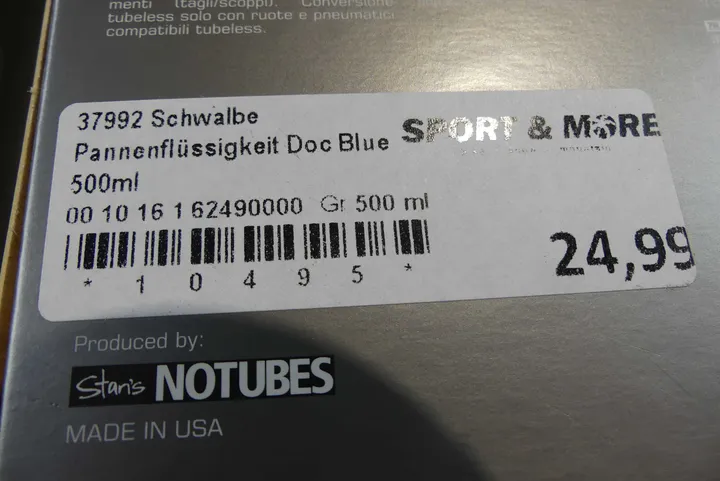 menti (tagli/scoppi). Conversione
tubeless solo con ruote e pneumatici
compatibili tubeless.
37992 Schwalbe
Pannenflüssigkeit Doc Blue
500ml
SPORT & MORE
00 10 16 1 62490000 Gr 500 ml
* 1 0 4 9 5 *
24,99
Produced by:
Stan's NOTUBES
MADE IN USA